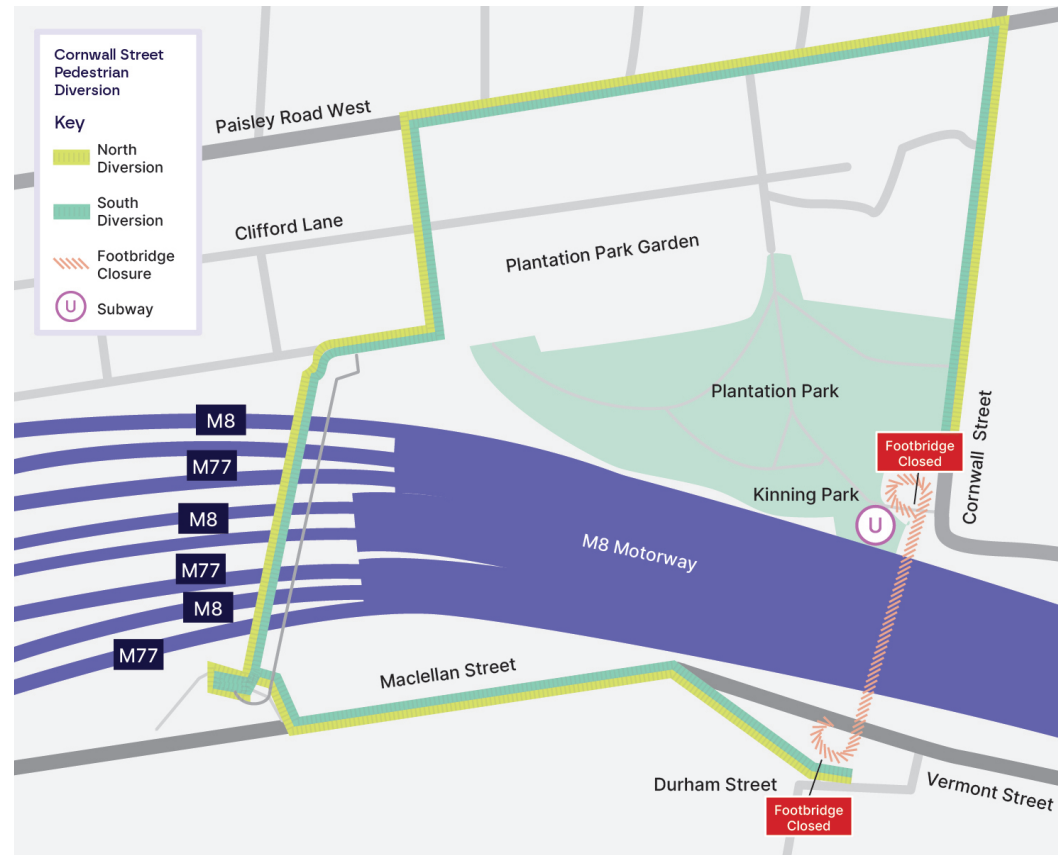 Cornwall Street
Pedestrian
Diversion
Key
North
Diversion
South
Diversion
Footbridge
Closure
U
Subway
Paisley Road West
Clifford Lane
Plantation Park Garden
Plantation Park
Footbridge
Closed
Cornwall Street
Kinning Park
U
M8
M77
M8
M77
M8
M77
M8 Motorway
Maclellan Street
Durham Street
Vermont Street
Footbridge
Closed